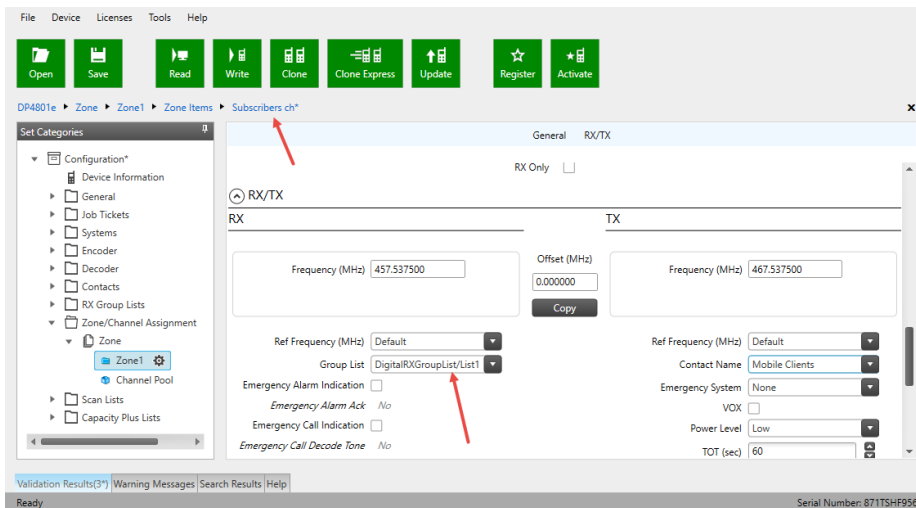 File Device Licenses Tools Help
Open Save Read Write Clone Clone Express Update Register Activate
DP4801e Zone Zone1 Zone Items Subscribers ch*
Set Categories
Configuration*
Device Information
General
Job Tickets
Systems
Encoder
Decoder
Contacts
RX Group Lists
Zone/Channel Assignment
Zone
Zone1
Channel Pool
Scan Lists
Capacity Plus Lists
General RX/TX
RX Only
RX/TX
RX TX
Offset (MHz)
Frequency (MHz) 457.537500 0.000000 Frequency (MHz) 467.537500
Copy
Ref Frequency (MHz) Default Ref Frequency (MHz) Default
Group List DigitalRXGroupList/List1 Contact Name Mobile Clients
Emergency Alarm Indication Emergency System None
Emergency Alarm Ack No VOX
Emergency Call Indication Power Level Low
Emergency Call Decode Tone No TOT (sec) 60
Validation Results(3*) Warning Messages Search Results Help
Ready Serial Number: 871TSHF956